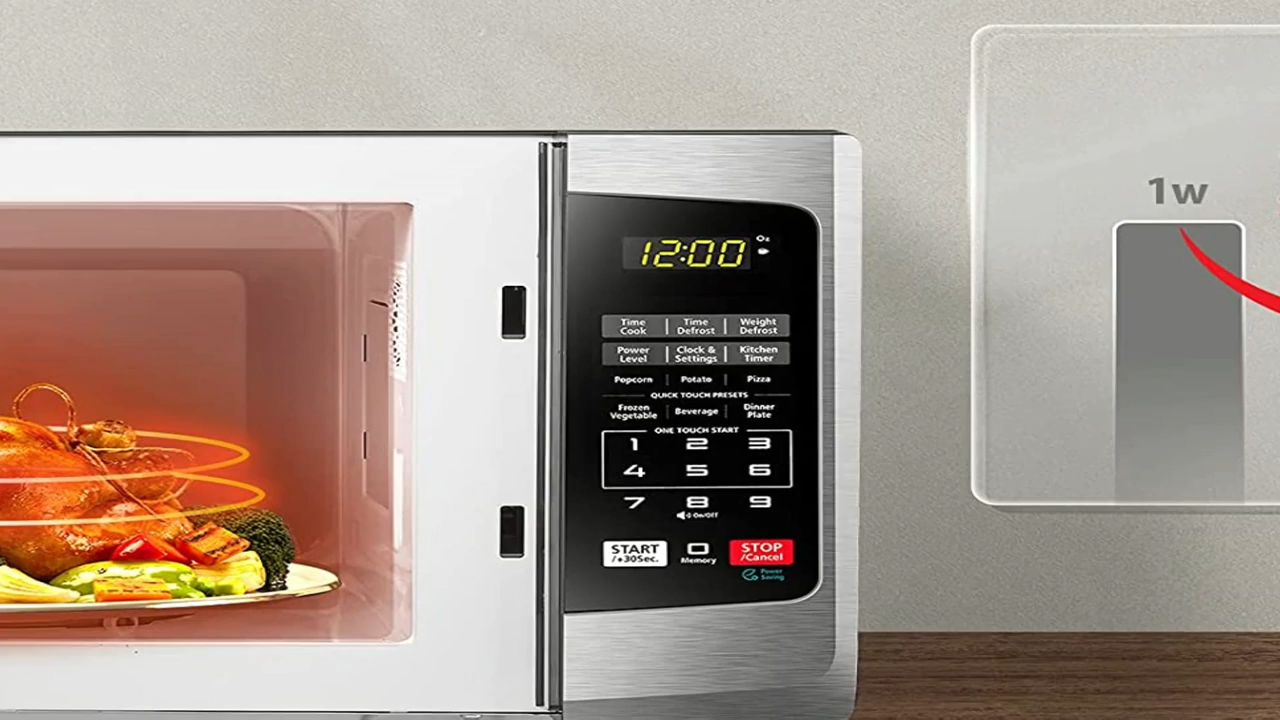 1w
12:00
Oz
Time Cook
Time Defrost
Weight Defrost
Power Level
Clock & Settings
Kitchen Timer
Popcorn
Potato
Pizza
QUICK TOUCH PRESETS
Frozen Vegetable
Beverage
Dinner Plate
ONE TOUCH START
1 2 3
4 5 6
7 8 9
ON/OFF
START /+30Sec.
Memory
STOP /Cancel
Power Saving